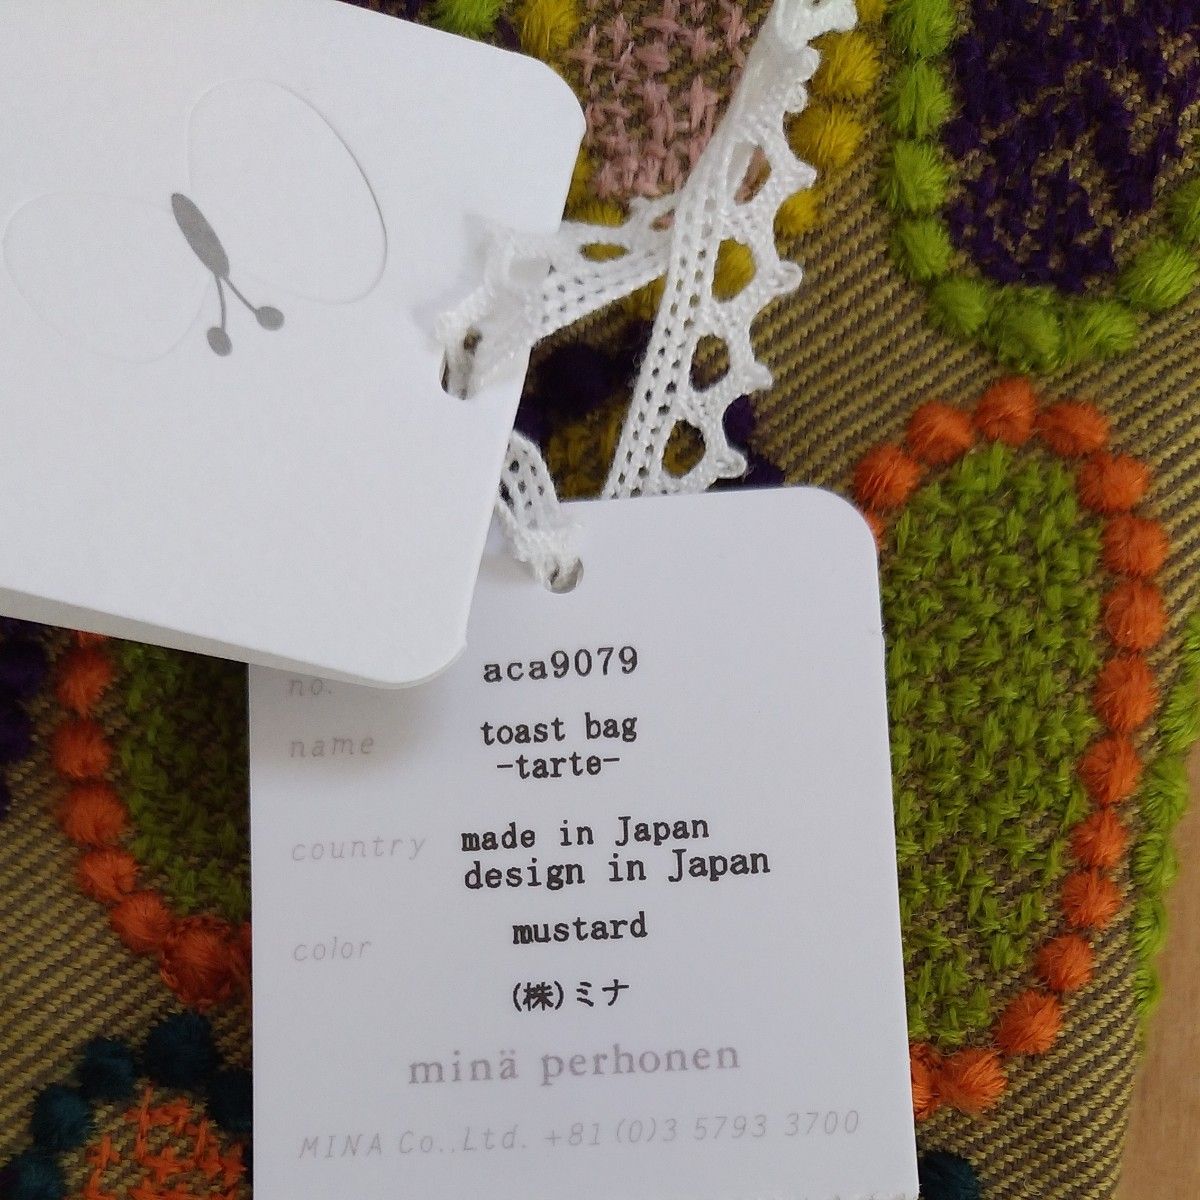 no. aca9079
name toast bag
-tarte-
country made in Japan
design in Japan
color mustard
(株)ミナ
minä perhonen
MINA Co.,Ltd. +81 (0)3 5793 3700